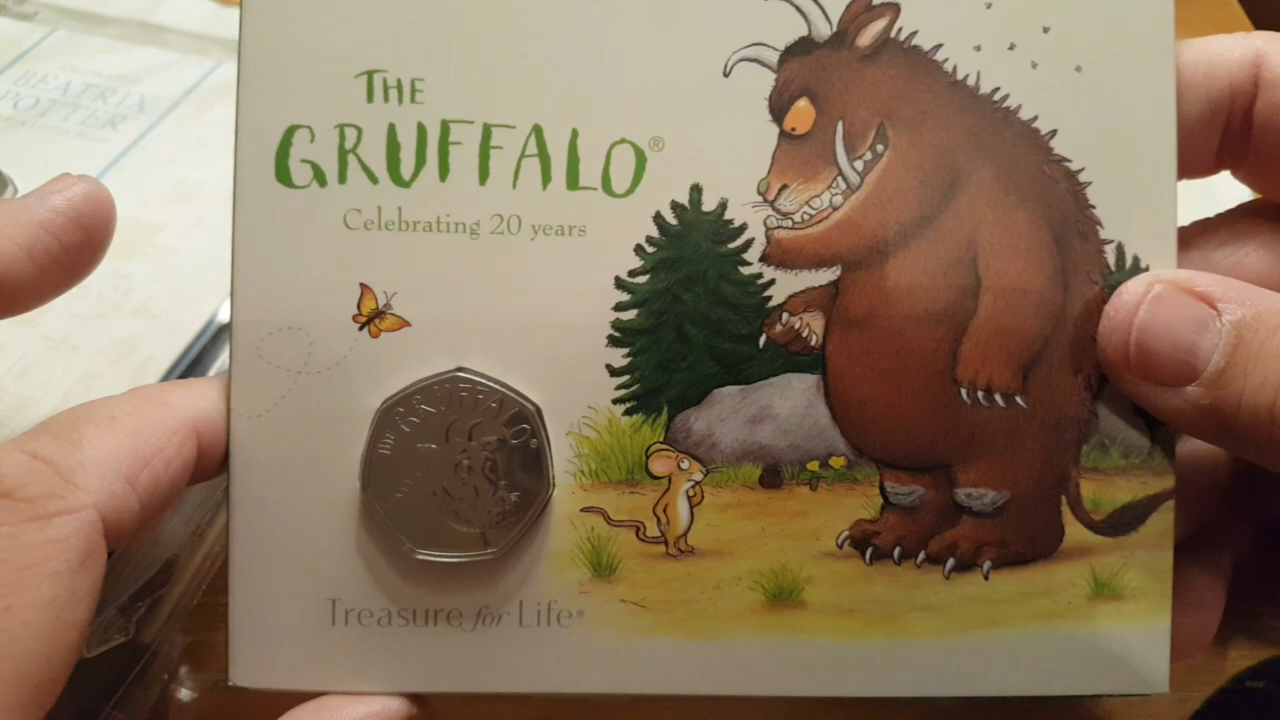 BEATRIX
POTTER
THE
GRUFFALO®
Celebrating 20 years
THE GRUFFALO®
Treasure for Life®